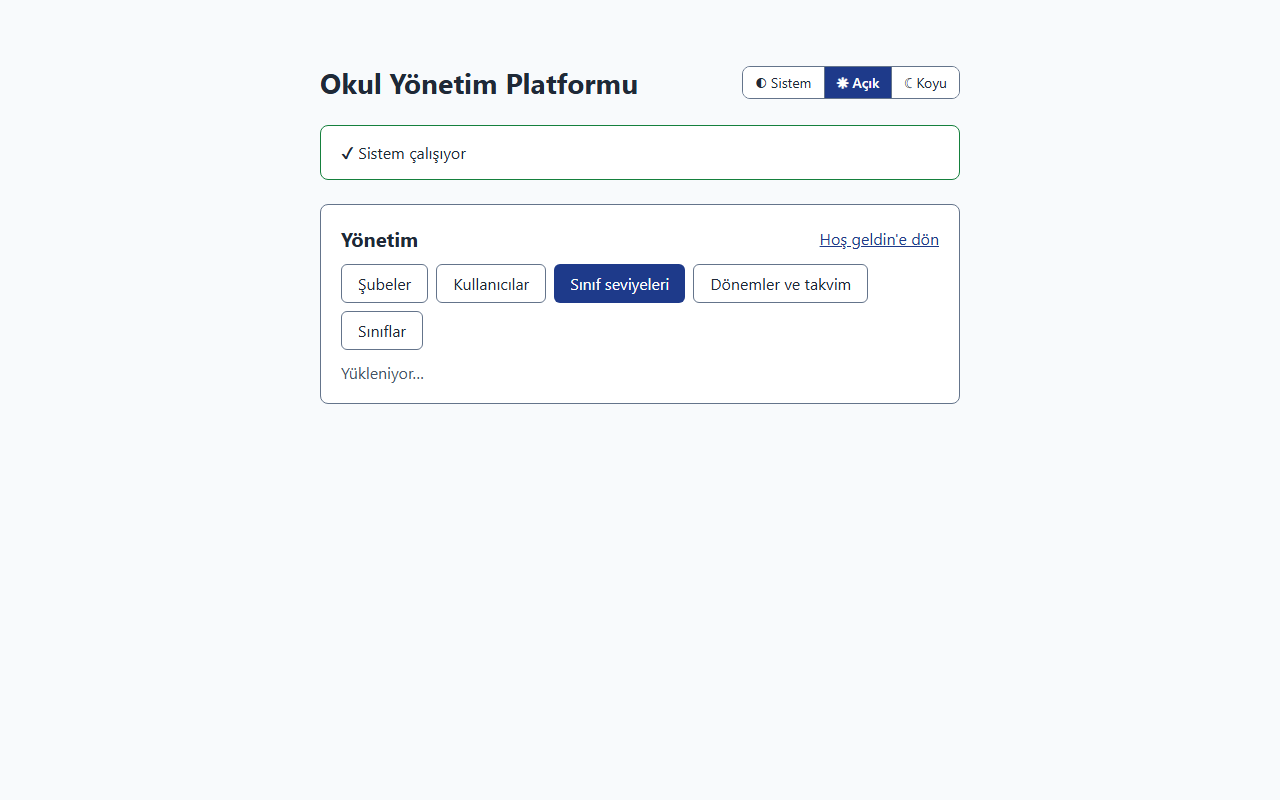 Okul Yönetim Platformu
◐ Sistem
❋ Açık
☾ Koyu
✓ Sistem çalışıyor
Yönetim
Hoş geldin'e dön
Şubeler
Kullanıcılar
Sınıf seviyeleri
Dönemler ve takvim
Sınıflar
Yükleniyor...